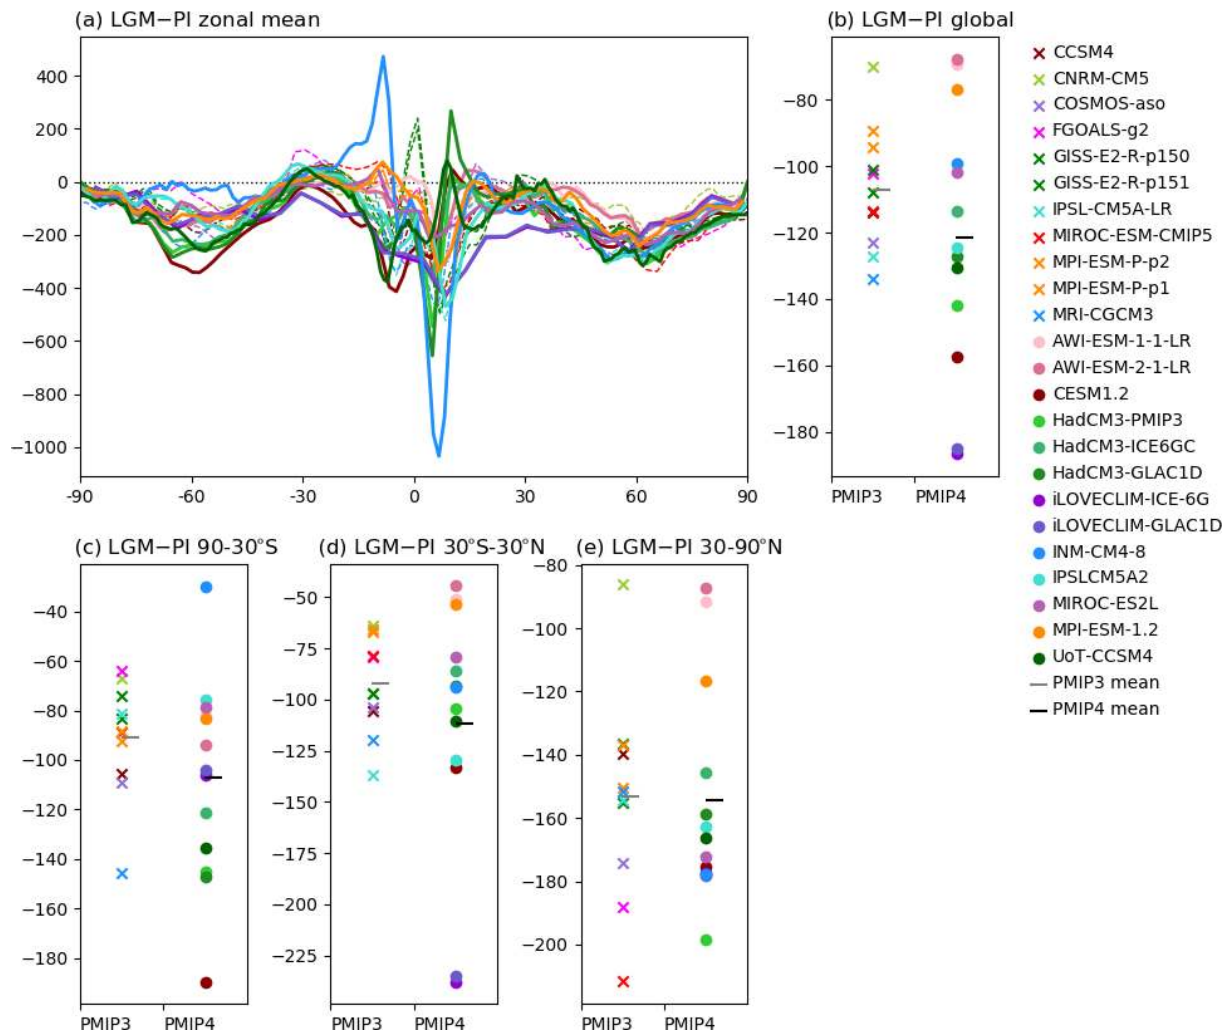 (a) LGM−PI zonal mean
400
200
0
−200
−400
−600
−800
−1000
-90
-60
-30
0
30
60
90
(b) LGM−PI global
−80
−100
−120
−140
−160
−180
PMIP3
PMIP4
CCSM4
CNRM-CM5
COSMOS-aso
FGOALS-g2
GISS-E2-R-p150
GISS-E2-R-p151
IPSL-CM5A-LR
MIROC-ESM-CMIP5
MPI-ESM-P-p2
MPI-ESM-P-p1
MRI-CGCM3
AWI-ESM-1-1-LR
AWI-ESM-2-1-LR
CESM1.2
HadCM3-PMIP3
HadCM3-ICE6GC
HadCM3-GLAC1D
iLOVECLIM-ICE-6G
iLOVECLIM-GLAC1D
INM-CM4-8
IPSLCM5A2
MIROC-ES2L
MPI-ESM-1.2
UoT-CCSM4
PMIP3 mean
PMIP4 mean
(c) LGM−PI 90-30°S
−40
−60
−80
−100
−120
−140
−160
−180
PMIP3
PMIP4
(d) LGM−PI 30°S-30°N
−50
−75
−100
−125
−150
−175
−200
−225
PMIP3
PMIP4
(e) LGM−PI 30-90°N
−80
−100
−120
−140
−160
−180
−200
PMIP3
PMIP4